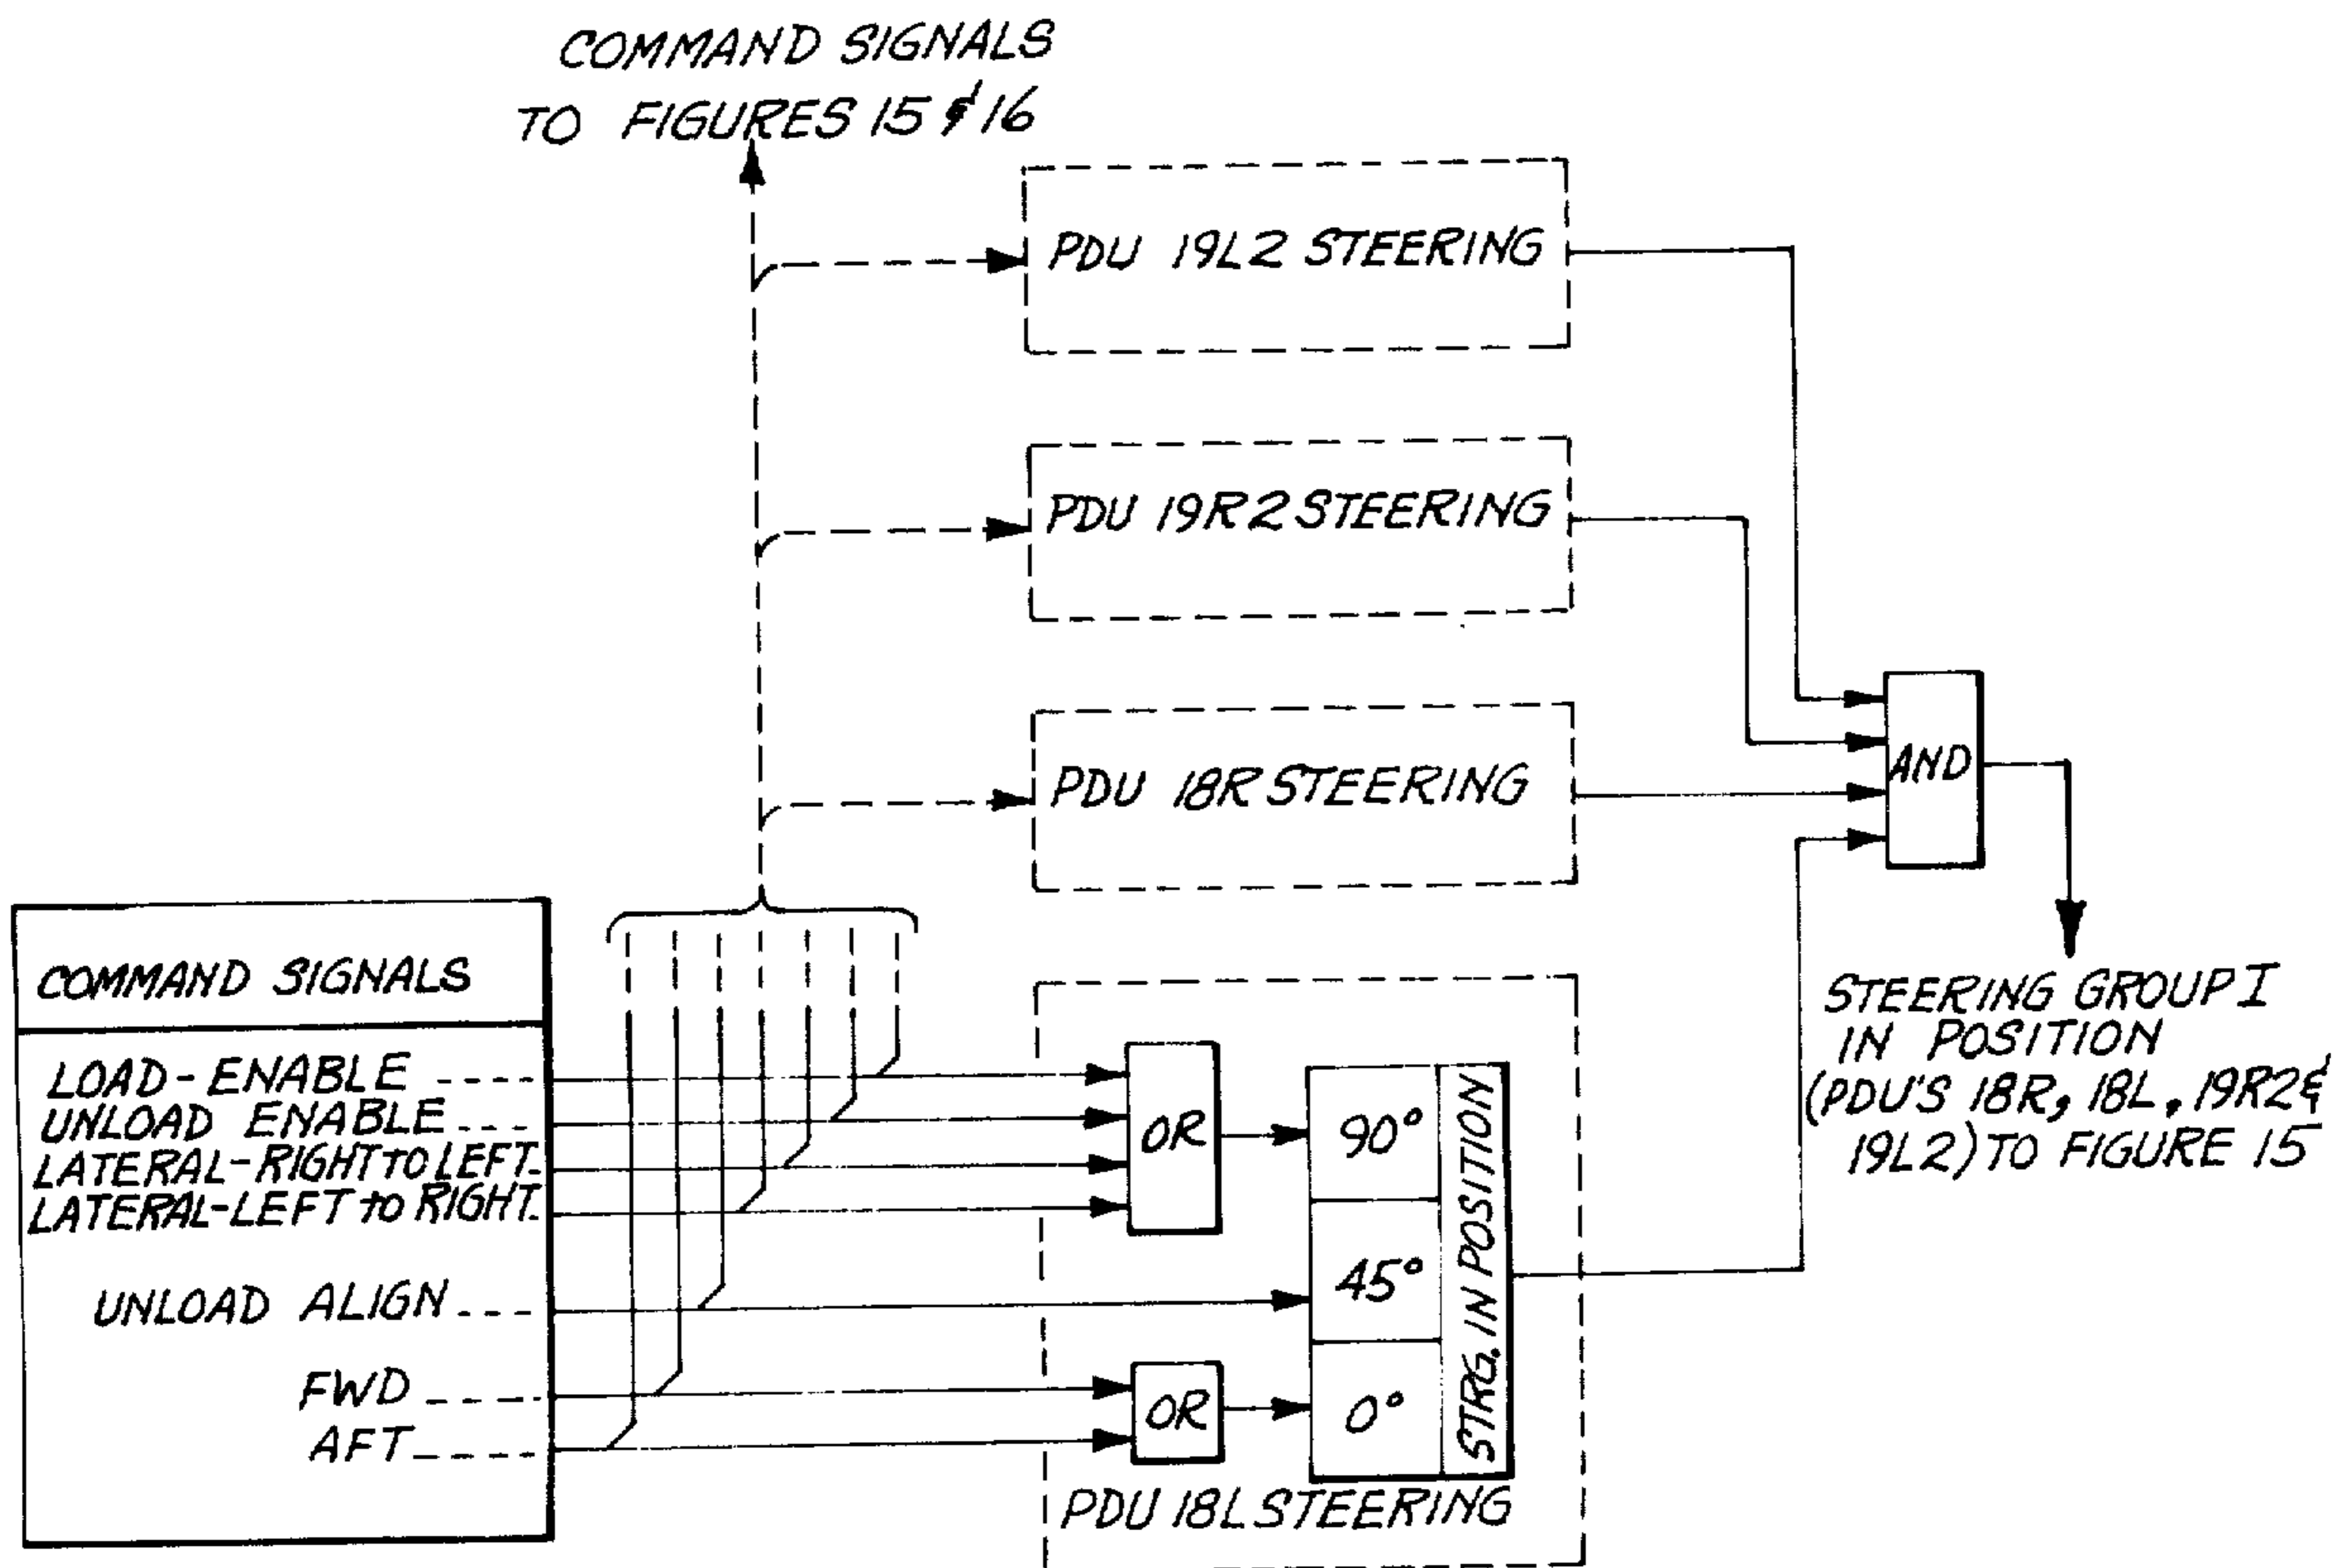 COMMAND SIGNALS
TO FIGURES 15 & 16
PDU 19L2 STEERING
PDU 19R2 STEERING
PDU 18R STEERING
AND
COMMAND SIGNALS
LOAD-ENABLE
UNLOAD ENABLE
LATERAL-RIGHT TO LEFT
LATERAL-LEFT to RIGHT
UNLOAD ALIGN
FWD
AFT
OR
OR
90°
45°
0°
STRG. IN POSITION
PDU 18L STEERING
STEERING GROUP I
IN POSITION
(PDU'S 18R, 18L, 19R2 &
19L2) TO FIGURE 15